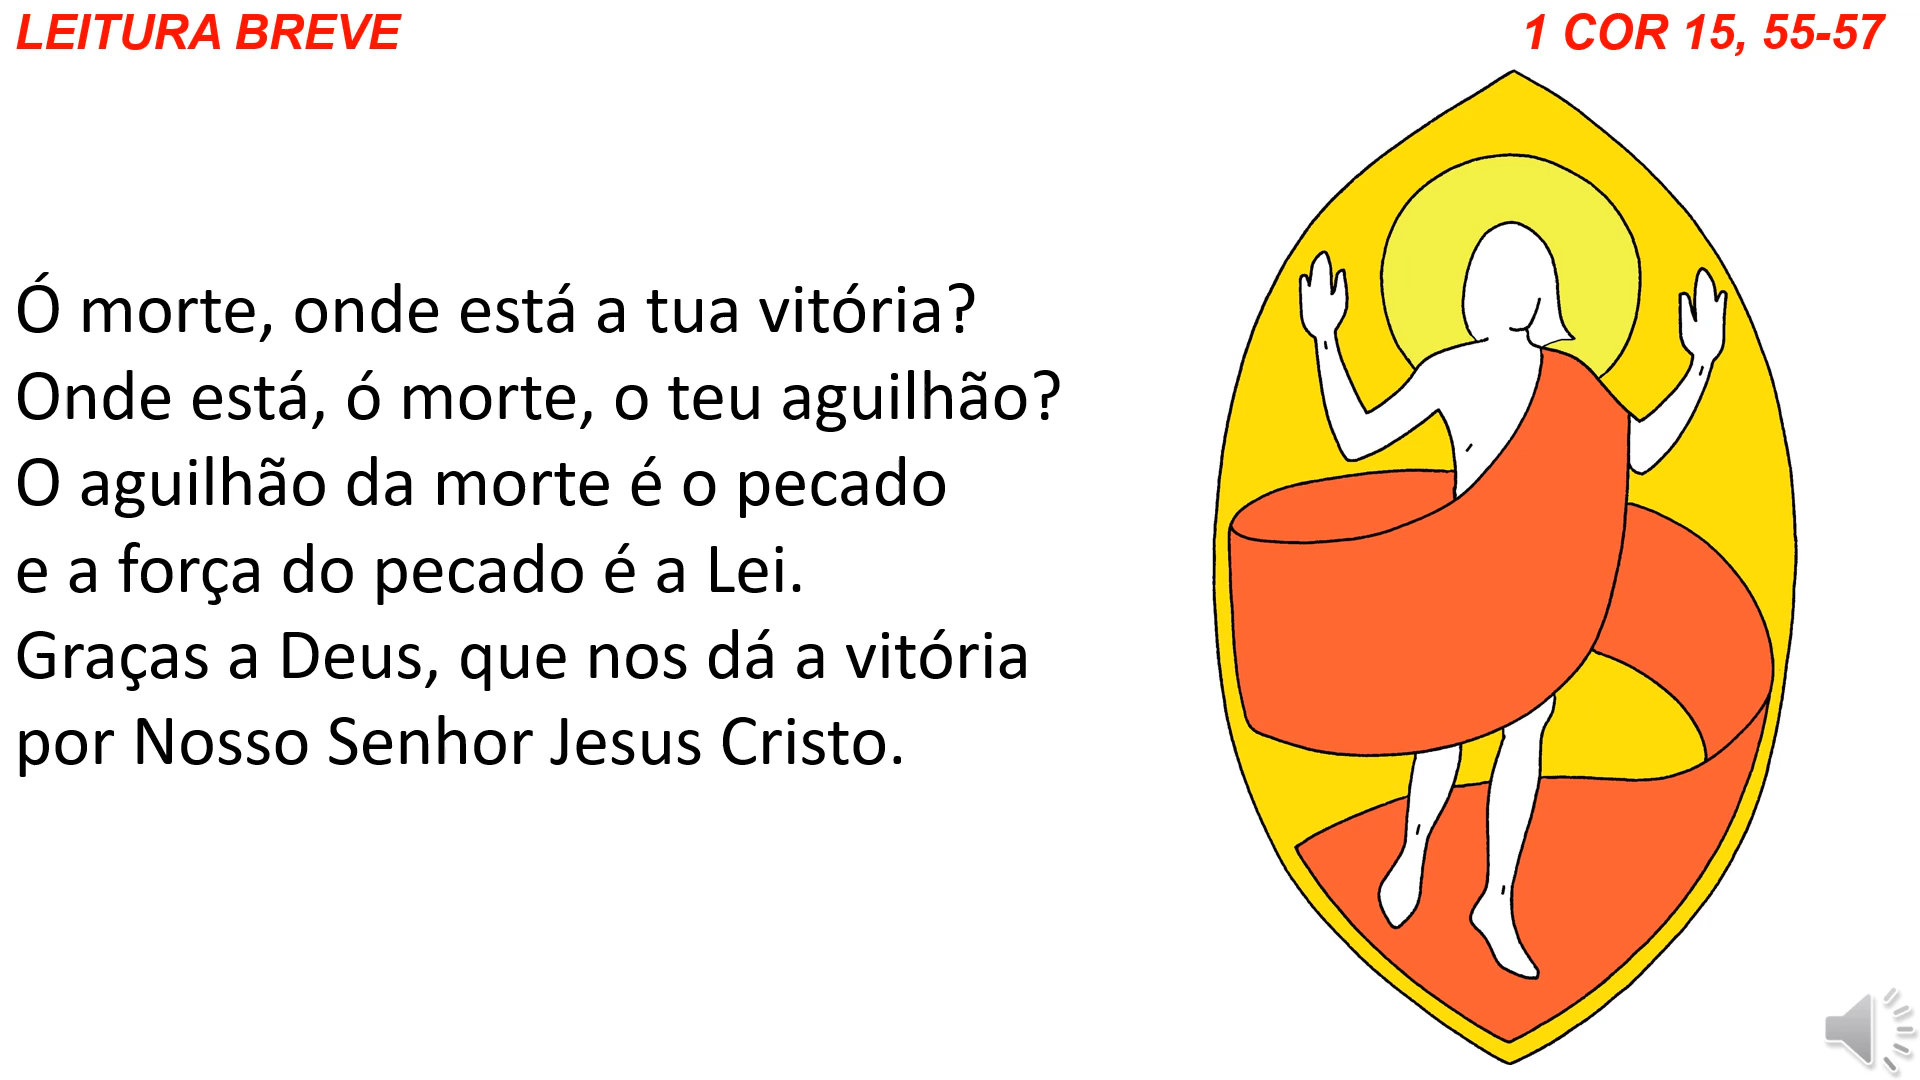 LEITURA BREVE
1 COR 15, 55-57
Ó morte, onde está a tua vitória?
Onde está, ó morte, o teu aguilhão?
O aguilhão da morte é o pecado
e a força do pecado é a Lei.
Graças a Deus, que nos dá a vitória
por Nosso Senhor Jesus Cristo.